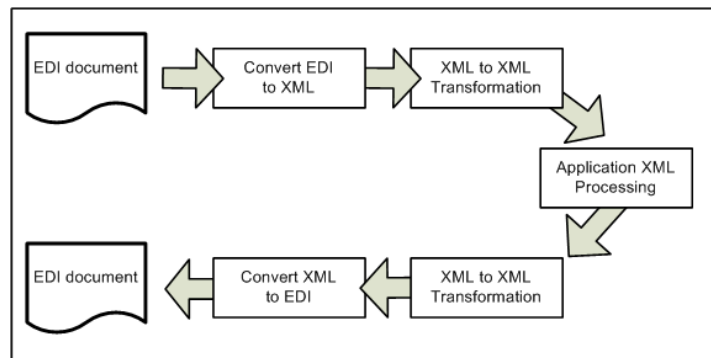 EDI document
Convert EDI
to XML
XML to XML
Transformation
Application XML
Processing
EDI document
Convert XML
to EDI
XML to XML
Transformation